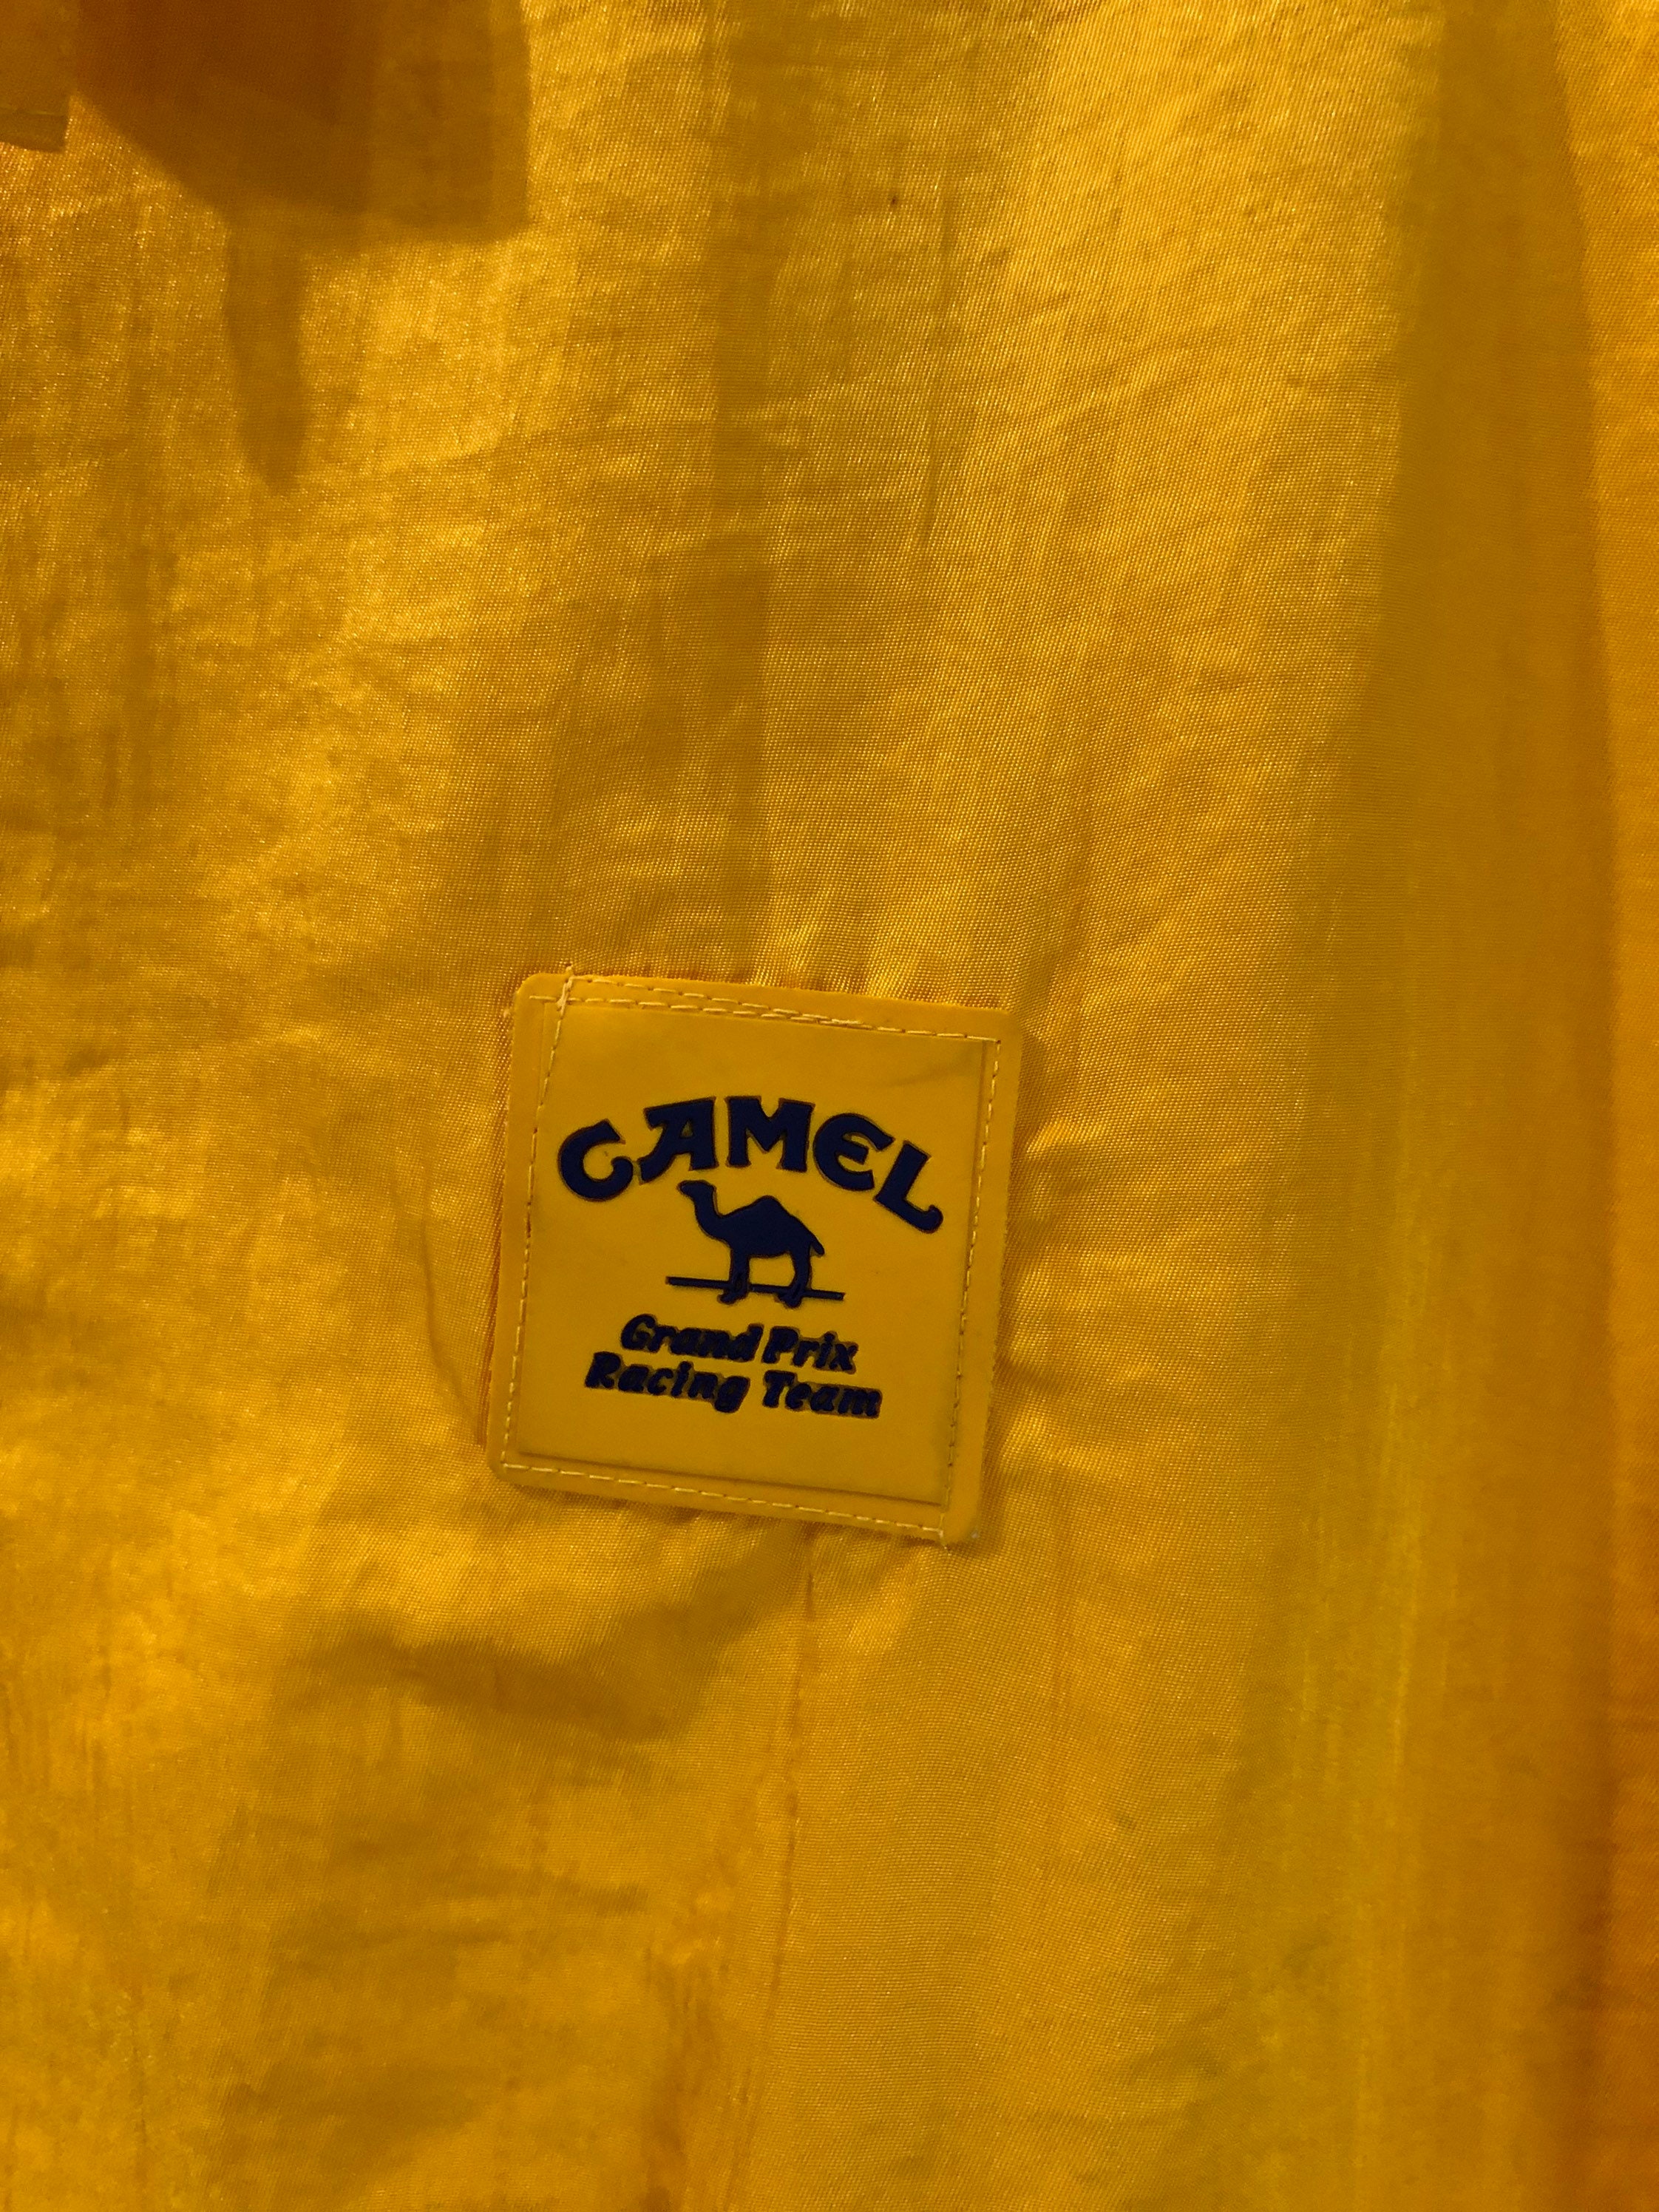 CAMEL
Grand Prix
Racing Team